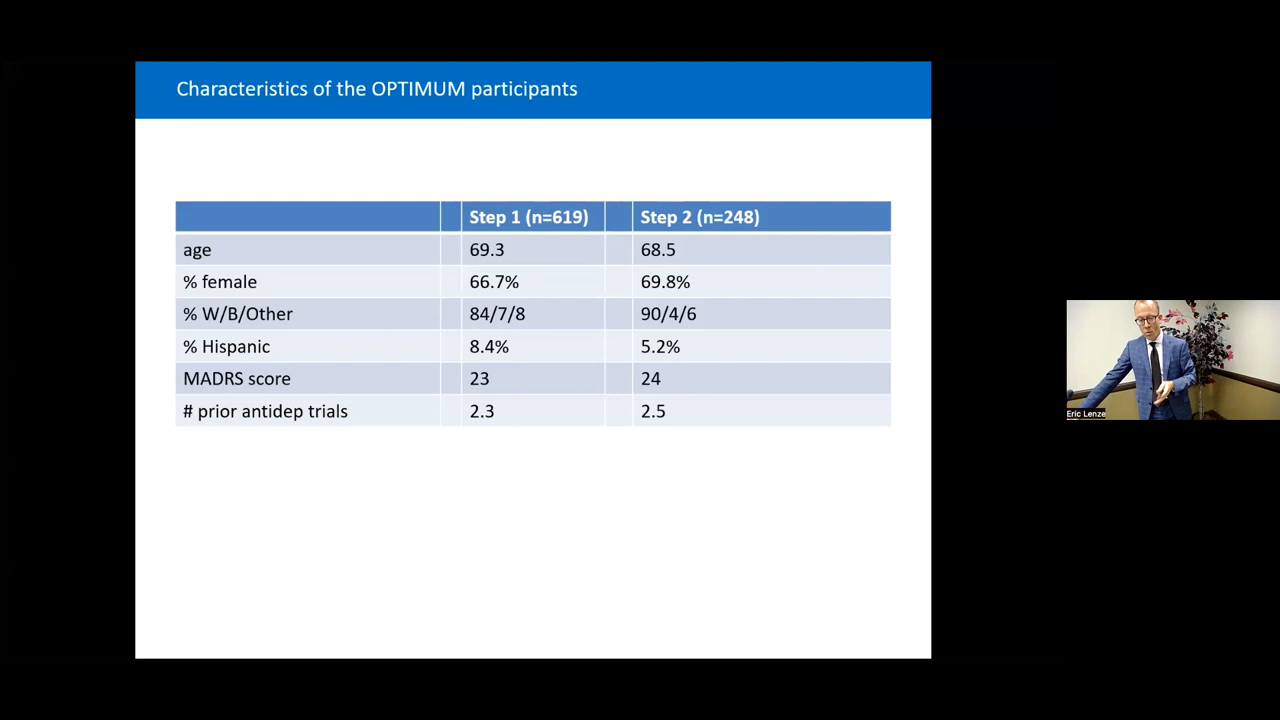 Characteristics of the OPTIMUM participants
Step 1 (n=619) Step 2 (n=248)
age 69.3 68.5
% female 66.7% 69.8%
% W/B/Other 84/7/8 90/4/6
% Hispanic 8.4% 5.2%
MADRS score 23 24
# prior antidep trials 2.3 2.5
Eric Lenze